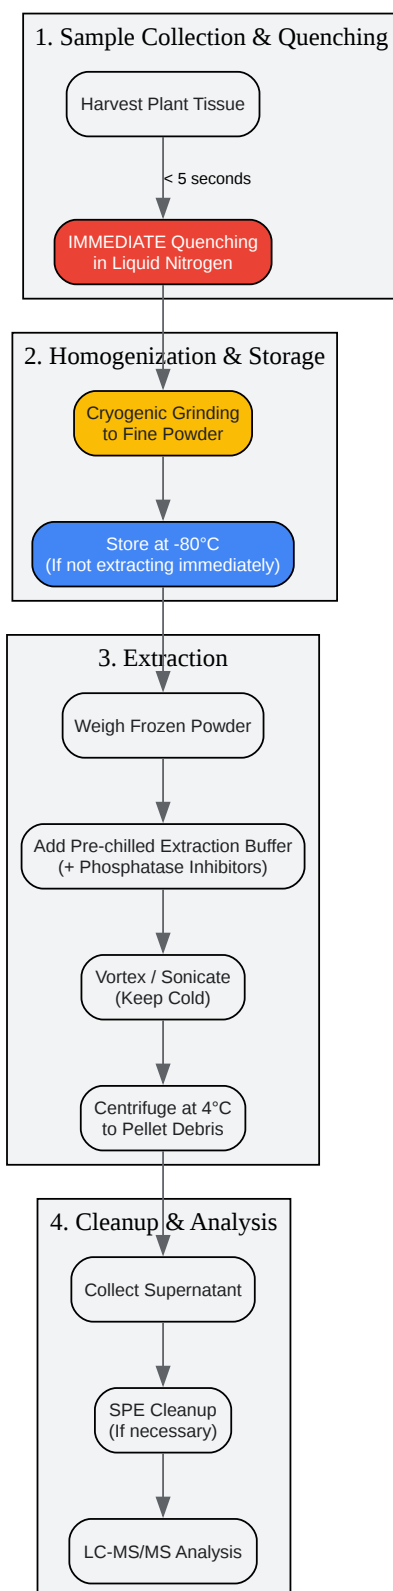 1. Sample Collection & Quenching
Harvest Plant Tissue
< 5 seconds
IMMEDIATE Quenching
in Liquid Nitrogen
2. Homogenization & Storage
Cryogenic Grinding
to Fine Powder
Store at -80°C
(If not extracting immediately)
3. Extraction
Weigh Frozen Powder
Add Pre-chilled Extraction Buffer
(+ Phosphatase Inhibitors)
Vortex / Sonicate
(Keep Cold)
Centrifuge at 4°C
to Pellet Debris
4. Cleanup & Analysis
Collect Supernatant
SPE Cleanup
(If necessary)
LC-MS/MS Analysis